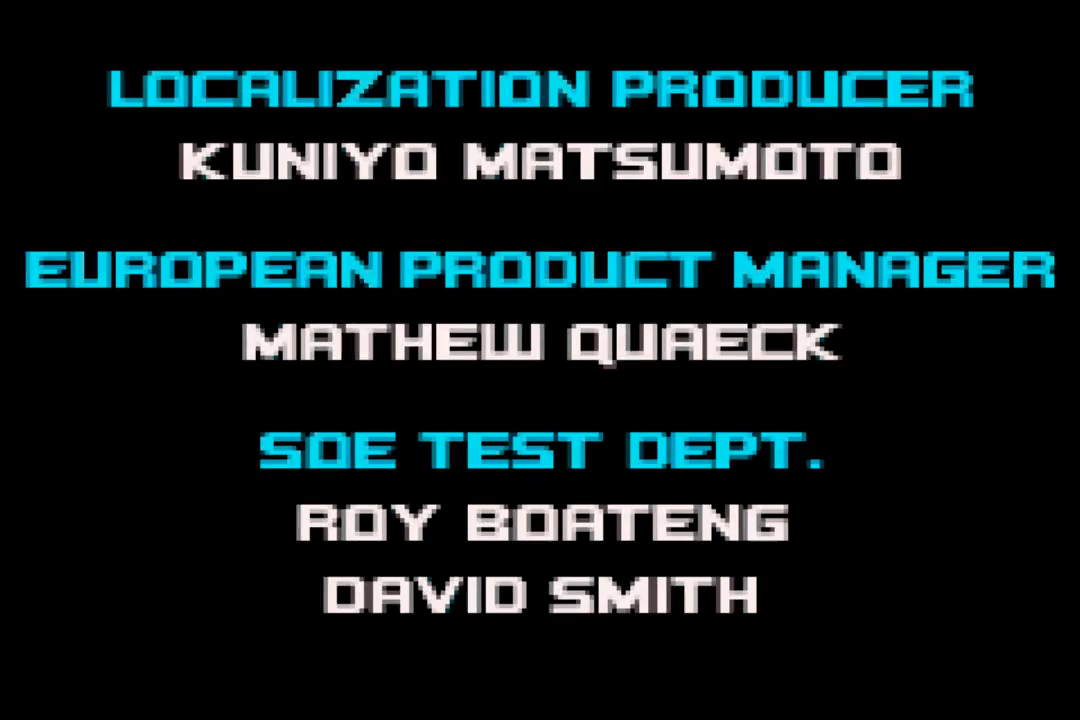 LOCALIZATION PRODUCER
KUNIYO MATSUMOTO
EUROPEAN PRODUCT MANAGER
MATHEW QUAECK
SOE TEST DEPT.
ROY BOATENG
DAVID SMITH